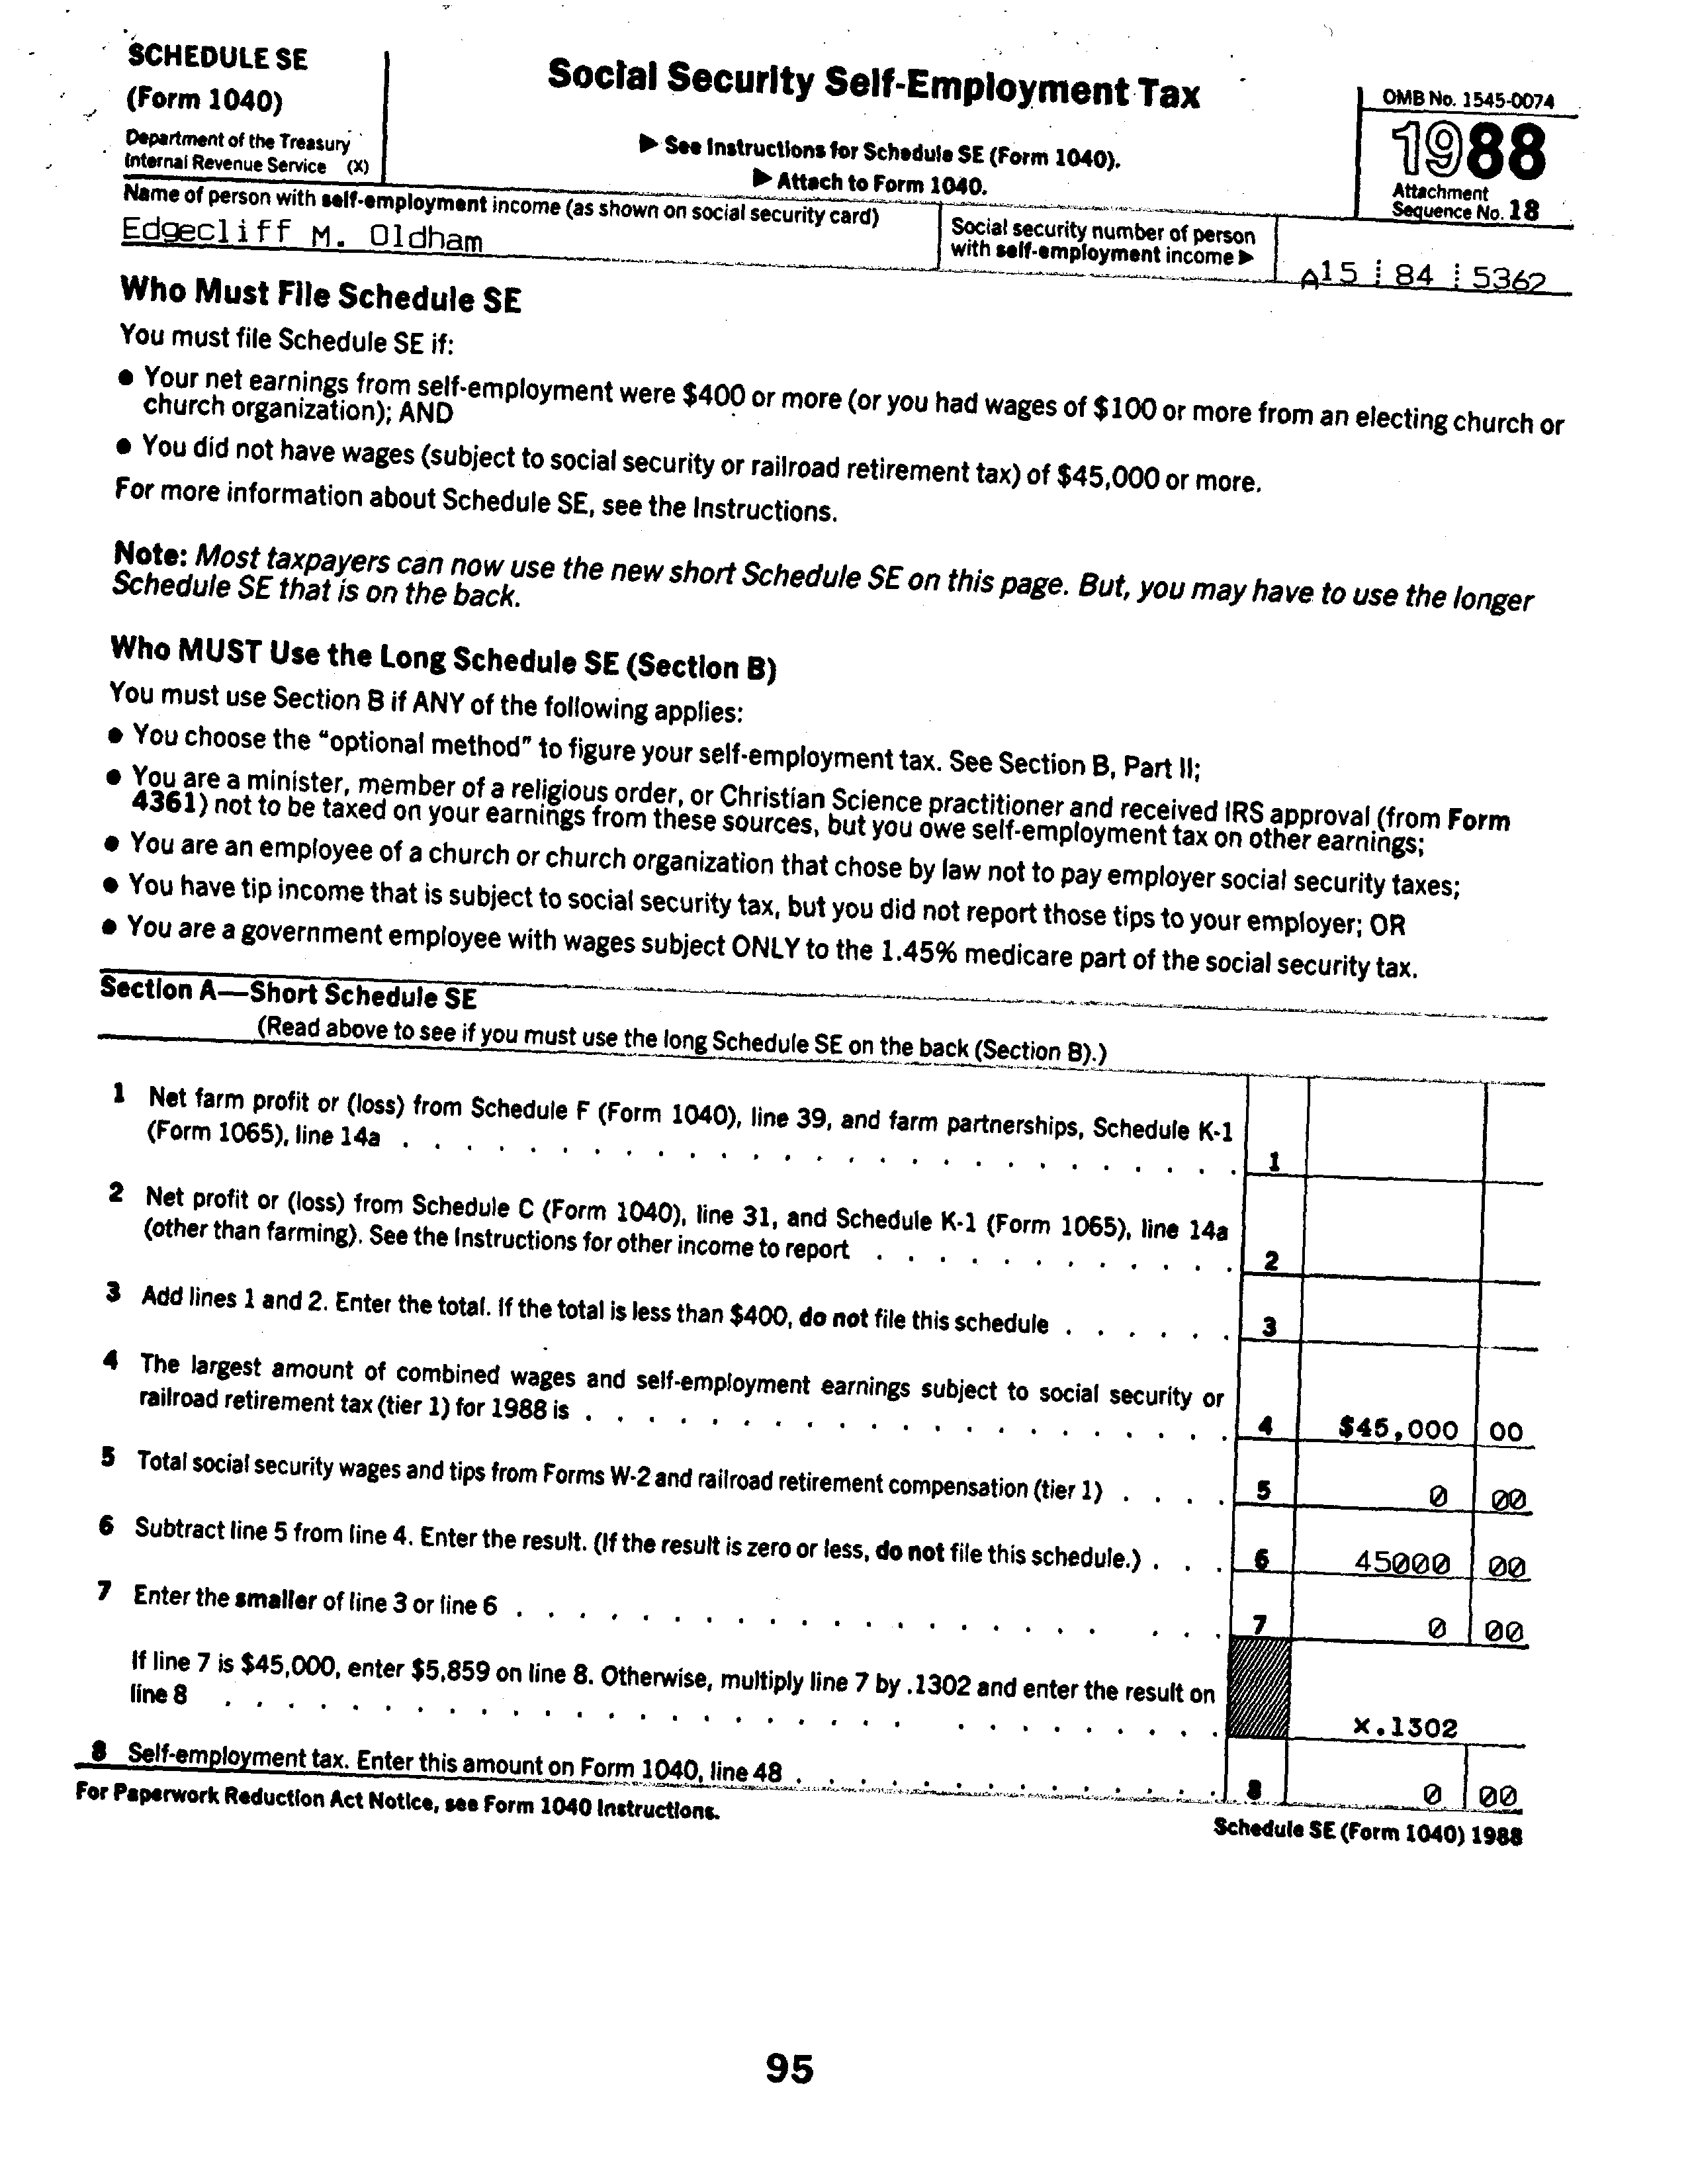 SCHEDULE SE
(Form 1040)
Department of the Treasury
Internal Revenue Service (X)
Social Security Self-Employment Tax
▶ See Instructions for Schedule SE (Form 1040).
▶ Attach to Form 1040.
OMB No. 1545-0074
1988
Attachment
Sequence No. 18
Name of person with self-employment income (as shown on social security card)
Edgecliff M. Oldham
Social security number of person
with self-employment income ▶
A15 84 5362
Who Must File Schedule SE
You must file Schedule SE if:
● Your net earnings from self-employment were $400 or more (or you had wages of $100 or more from an electing church or
church organization); AND
● You did not have wages (subject to social security or railroad retirement tax) of $45,000 or more.
For more information about Schedule SE, see the Instructions.
Note: Most taxpayers can now use the new short Schedule SE on this page. But, you may have to use the longer
Schedule SE that is on the back.
Who MUST Use the Long Schedule SE (Section B)
You must use Section B if ANY of the following applies:
● You choose the "optional method" to figure your self-employment tax. See Section B, Part II;
● You are a minister, member of a religious order, or Christian Science practitioner and received IRS approval (from Form
4361) not to be taxed on your earnings from these sources, but you owe self-employment tax on other earnings;
● You are an employee of a church or church organization that chose by law not to pay employer social security taxes;
● You have tip income that is subject to social security tax, but you did not report those tips to your employer; OR
● You are a government employee with wages subject ONLY to the 1.45% medicare part of the social security tax.
Section A—Short Schedule SE
(Read above to see if you must use the long Schedule SE on the back (Section B).)
1 Net farm profit or (loss) from Schedule F (Form 1040), line 39, and farm partnerships, Schedule K-1
(Form 1065), line 14a . . . . 1
2 Net profit or (loss) from Schedule C (Form 1040), line 31, and Schedule K-1 (Form 1065), line 14a
(other than farming). See the Instructions for other income to report . . . . 2
3 Add lines 1 and 2. Enter the total. If the total is less than $400, do not file this schedule . . . . 3
4 The largest amount of combined wages and self-employment earnings subject to social security or
railroad retirement tax (tier 1) for 1988 is . . . . 4 $45,000 00
5 Total social security wages and tips from Forms W-2 and railroad retirement compensation (tier 1) . . . . 5 0 00
6 Subtract line 5 from line 4. Enter the result. (If the result is zero or less, do not file this schedule.) . . . 6 45000 00
7 Enter the smaller of line 3 or line 6 . . . . 7 0 00
If line 7 is $45,000, enter $5,859 on line 8. Otherwise, multiply line 7 by .1302 and enter the result on
line 8 . . . . x.1302
8 Self-employment tax. Enter this amount on Form 1040, line 48 . . . . 8 0 00
For Paperwork Reduction Act Notice, see Form 1040 Instructions.
Schedule SE (Form 1040) 1988
95